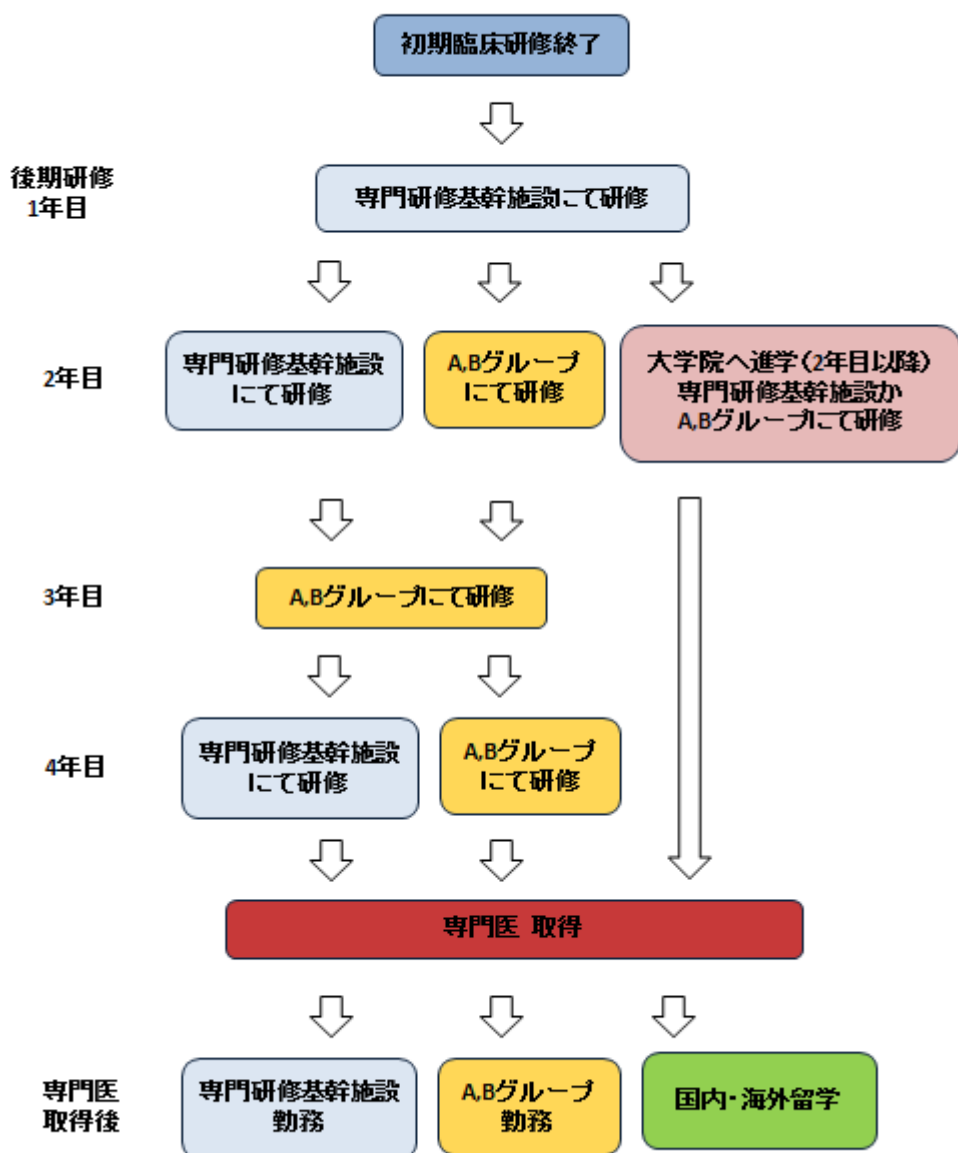 初期臨床研修終了
後期研修
1年目
専門研修基幹施設にて研修
2年目
専門研修基幹施設
にて研修
A,Bグループ
にて研修
大学院へ進学(2年目以降)
専門研修基幹施設か
A,Bグループにて研修
3年目
A,Bグループにて研修
4年目
専門研修基幹施設
にて研修
A,Bグループ
にて研修
専門医 取得
専門医
取得後
専門研修基幹施設
勤務
A,Bグループ
勤務
国内・海外留学